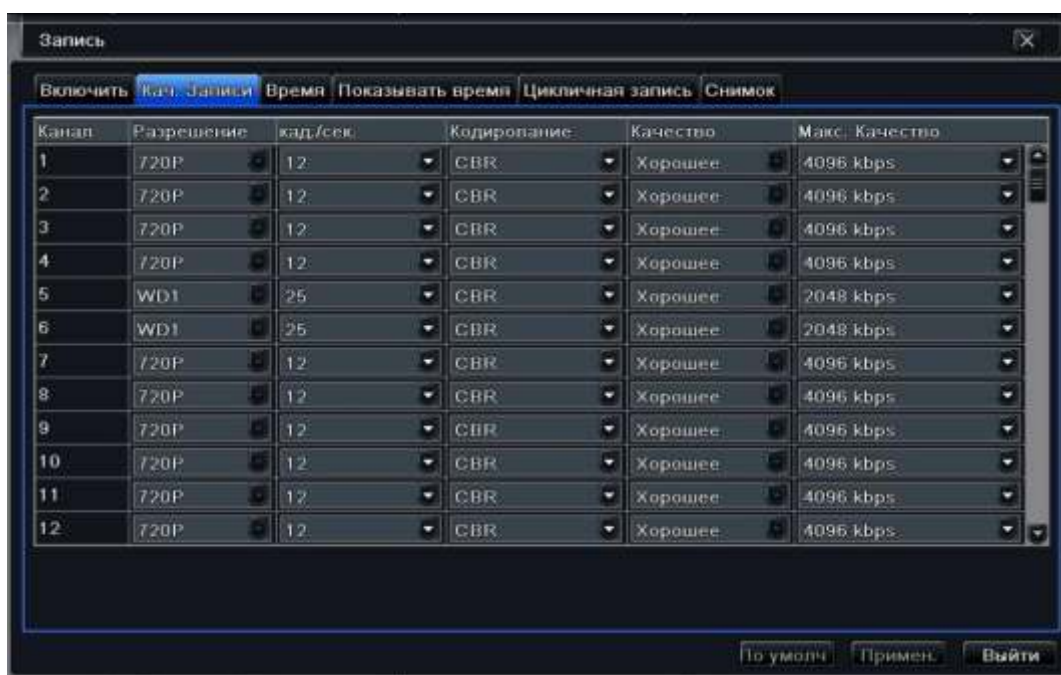 Запись
Включить Кач. Записи Время Показывать время Цикличная запись Снимок
Канал Разрешение кад./сек. Кодирование Качество Макс. Качество
1 720P 12 CBR Хорошее 4096 kbps
2 720P 12 CBR Хорошее 4096 kbps
3 720P 12 CBR Хорошее 4096 kbps
4 720P 12 CBR Хорошее 4096 kbps
5 WD1 25 CBR Хорошее 2048 kbps
6 WD1 25 CBR Хорошее 2048 kbps
7 720P 12 CBR Хорошее 4096 kbps
8 720P 12 CBR Хорошее 4096 kbps
9 720P 12 CBR Хорошее 4096 kbps
10 720P 12 CBR Хорошее 4096 kbps
11 720P 12 CBR Хорошее 4096 kbps
12 720P 12 CBR Хорошее 4096 kbps
По умолч Примен. Выйти